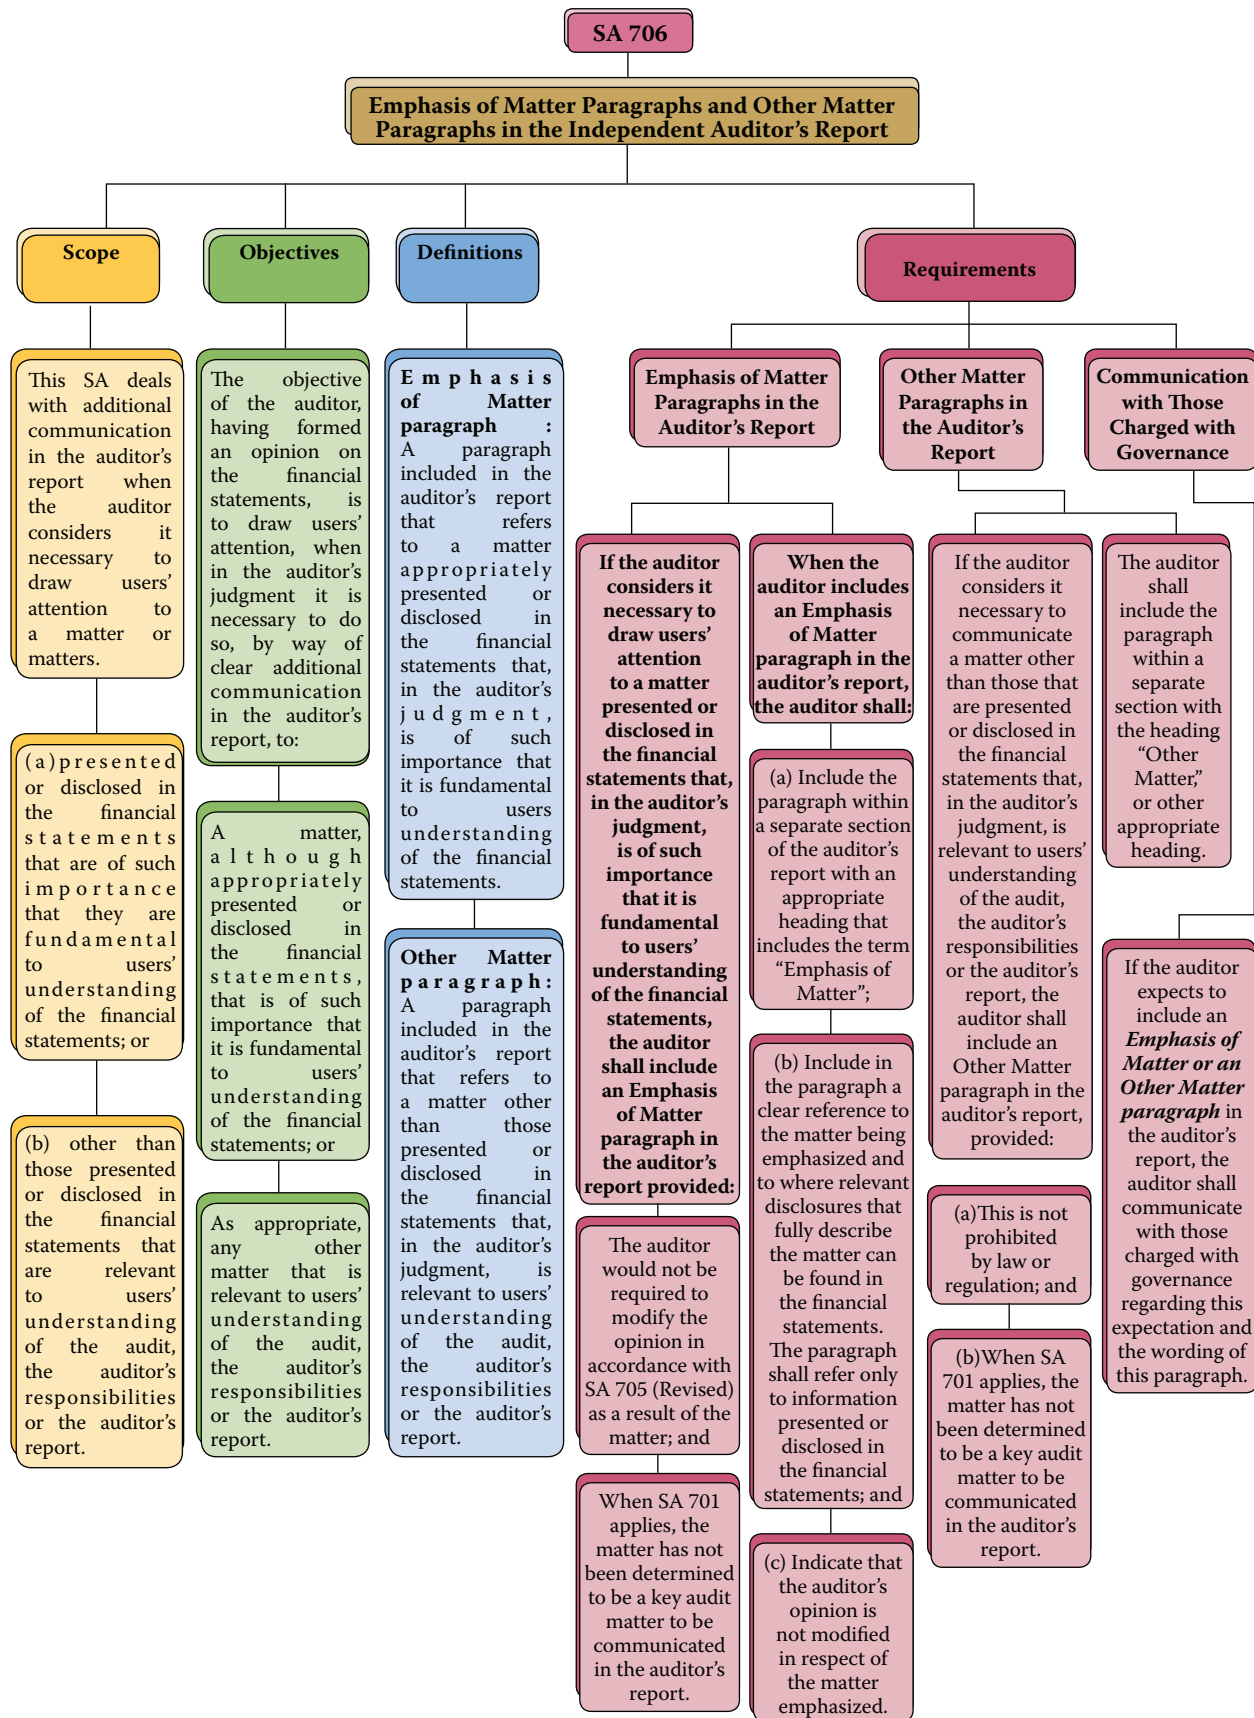 SA 706
Emphasis of Matter Paragraphs and Other Matter
Paragraphs in the Independent Auditor's Report
Scope
This SA deals
with additional
communication
in the auditor's
report when
the auditor
considers it
necessary to
draw users'
attention to
a matter or
matters.
(a)presented
or disclosed in
the financial
statements
that are of such
importance
that they are
fundamental
to users'
understanding
of the financial
statements; or
(b) other than
those presented
or disclosed in
the financial
statements that
are relevant
to users'
understanding
of the audit,
the auditor's
responsibilities
or the auditor's
report.
Objectives
The objective
of the auditor,
having formed
an opinion on
the financial
statements, is
to draw users'
attention, when
in the auditor's
judgment it is
necessary to do
so, by way of
clear additional
communication
in the auditor's
report, to:
A matter,
although
appropriately
presented or
disclosed in
the financial
statements,
that is of such
importance that
it is fundamental
to users'
understanding
of the financial
statements; or
As appropriate,
any other
matter that is
relevant to users'
understanding
of the audit,
the auditor's
responsibilities
or the auditor's
report.
Definitions
Emphasis
of Matter
paragraph :
A paragraph
included in the
auditor's report
that refers
to a matter
appropriately
presented or
disclosed in
the financial
statements that,
in the auditor's
judgment,
is of such
importance that
it is fundamental
to users
understanding
of the financial
statements.
Other Matter
paragraph:
A paragraph
included in the
auditor's report
that refers to
a matter other
than those
presented or
disclosed in
the financial
statements that,
in the auditor's
judgment, is
relevant to users'
understanding
of the audit,
the auditor's
responsibilities
or the auditor's
report.
Requirements
Emphasis of Matter
Paragraphs in the
Auditor's Report
If the auditor
considers it
necessary to
draw users'
attention
to a matter
presented or
disclosed in
the financial
statements that,
in the auditor's
judgment,
is of such
importance
that it is
fundamental
to users'
understanding
of the financial
statements,
the auditor
shall include
an Emphasis
of Matter
paragraph in
the auditor's
report provided:
The auditor
would not be
required to
modify the
opinion in
accordance with
SA 705 (Revised)
as a result of the
matter; and
When SA 701
applies, the
matter has not
been determined
to be a key audit
matter to be
communicated
in the auditor's
report.
When the
auditor includes
an Emphasis
of Matter
paragraph in the
auditor's report,
the auditor shall:
(a) Include the
paragraph within
a separate section
of the auditor's
report with an
appropriate
heading that
includes the term
"Emphasis of
Matter";
(b) Include in
the paragraph a
clear reference to
the matter being
emphasized and
to where relevant
disclosures that
fully describe
the matter can
be found in
the financial
statements.
The paragraph
shall refer only
to information
presented or
disclosed in
the financial
statements; and
(c) Indicate that
the auditor's
opinion is
not modified
in respect of
the matter
emphasized.
Other Matter
Paragraphs in
the Auditor's
Report
If the auditor
considers it
necessary to
communicate
a matter other
than those that
are presented
or disclosed in
the financial
statements that,
in the auditor's
judgment, is
relevant to users'
understanding
of the audit,
the auditor's
responsibilities
or the auditor's
report, the
auditor shall
include an
Other Matter
paragraph in the
auditor's report,
provided:
(a)This is not
prohibited
by law or
regulation; and
(b)When SA
701 applies, the
matter has not
been determined
to be a key audit
matter to be
communicated
in the auditor's
report.
The auditor
shall
include the
paragraph
within a
separate
section with
the heading
"Other
Matter,"
or other
appropriate
heading.
Communication
with Those
Charged with
Governance
If the auditor
expects to
include an
Emphasis of
Matter or an
Other Matter
paragraph in
the auditor's
report, the
auditor shall
communicate
with those
charged with
governance
regarding this
expectation and
the wording of
this paragraph.